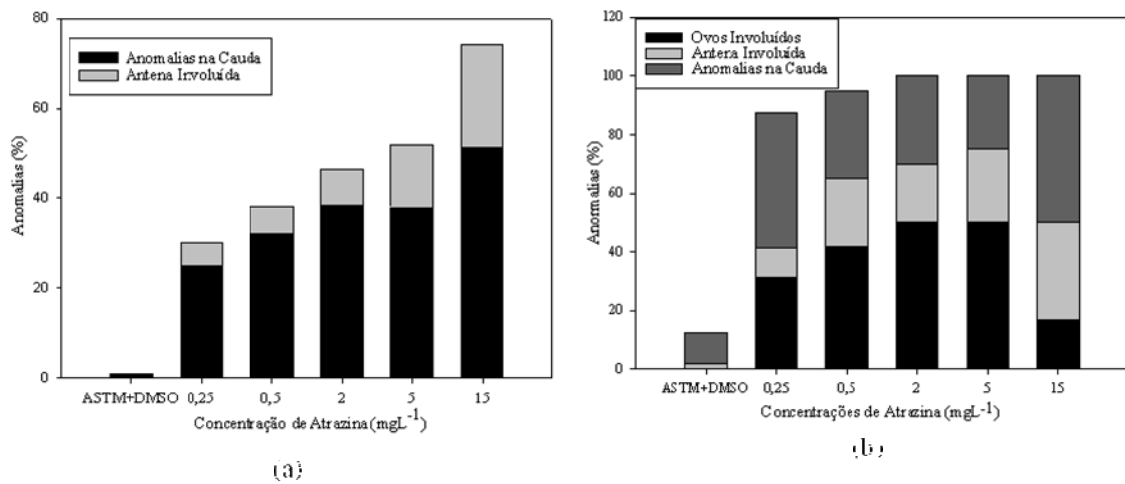 80
60
40
20
0
Anomalias (%)
Anomalias na Cauda
Antena Involuída
ASTM+DMSO 0,25 0,5 2 5 15
Concentração de Atrazina (mgL-1)
(a)
120
100
80
60
40
20
0
Anormalias (%)
Ovos Involuídos
Antera Involuída
Anomalias na Cauda
ASTM+DMSO 0,25 0,5 2 5 15
Concentrações de Atrazina (mgL-1)
(b)